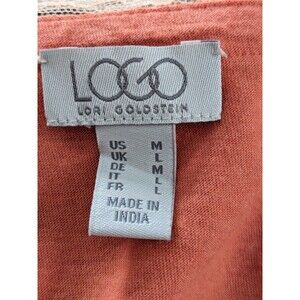 LOGO
LORI GOLDSTEIN
US M
UK L
DE M
IT L
FR L
MADE IN
INDIA